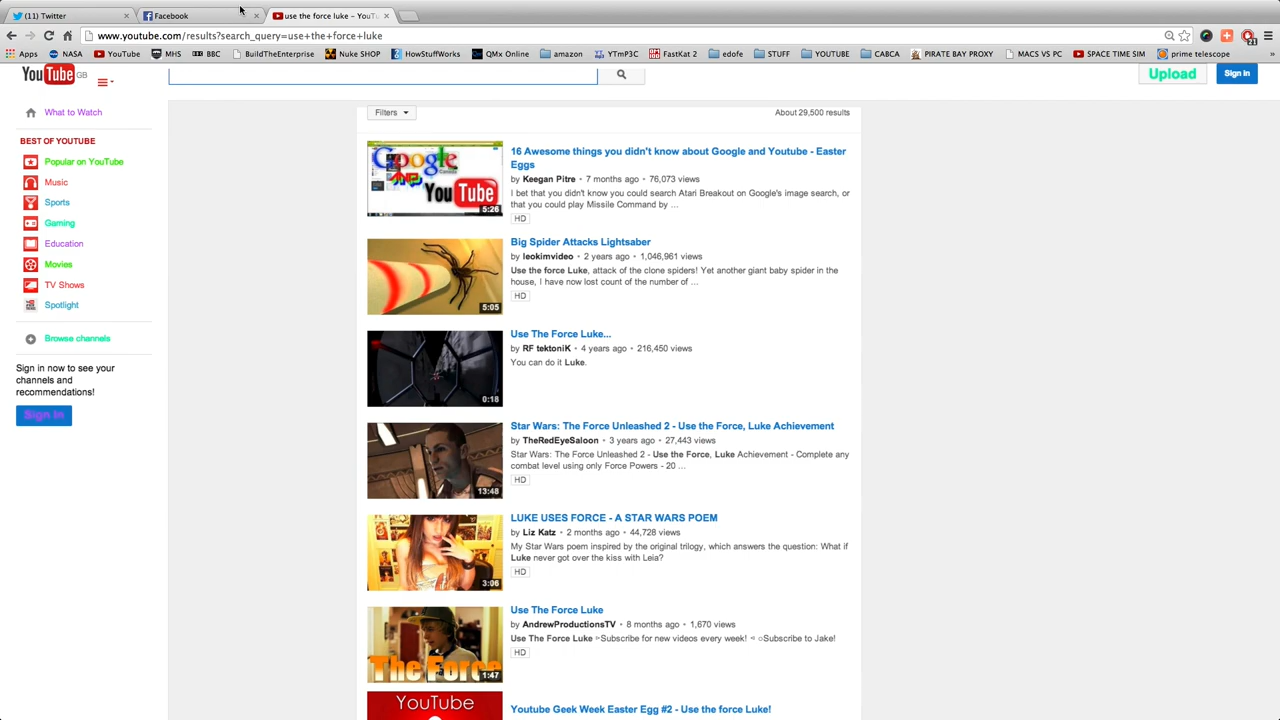 (11) Twitter
Facebook
use the force luke - YouTu
www.youtube.com/results?search_query=use+the+force+luke
Apps
NASA
YouTube
MHS
BBC
BuildTheEnterprise
Nuke SHOP
HowStuffWorks
QMx Online
amazon
YTmP3C
FastKat 2
edofe
STUFF
YOUTUBE
CABCA
PIRATE BAY PROXY
MACS VS PC
SPACE TIME SIM
prime telescope
YouTube GB
Upload
Sign in
What to Watch
BEST OF YOUTUBE
Popular on YouTube
Music
Sports
Gaming
Education
Movies
TV Shows
Spotlight
Browse channels
Sign in now to see your
channels and
recommendations!
Sign In
Filters
About 29,500 results
Google
AND
YouTube
5:26
16 Awesome things you didn't know about Google and Youtube - Easter
Eggs
by Keegan Pitre • 7 months ago • 76,073 views
I bet that you didn't know you could search Atari Breakout on Google's image search, or
that you could play Missile Command by ...
HD
5:05
Big Spider Attacks Lightsaber
by leokimvideo • 2 years ago • 1,046,961 views
Use the force Luke, attack of the clone spiders! Yet another giant baby spider in the
house, I have now lost count of the number of ...
HD
0:18
Use The Force Luke...
by RF tektoniK • 4 years ago • 216,450 views
You can do it Luke.
13:48
Star Wars: The Force Unleashed 2 - Use the Force, Luke Achievement
by TheRedEyeSaloon • 3 years ago • 27,443 views
Star Wars: The Force Unleashed 2 - Use the Force, Luke Achievement - Complete any
combat level using only Force Powers - 20 ...
HD
3:06
LUKE USES FORCE - A STAR WARS POEM
by Liz Katz • 2 months ago • 44,728 views
My Star Wars poem inspired by the original trilogy, which answers the question: What if
Luke never got over the kiss with Leia?
HD
The Force
1:47
Use The Force Luke
by AndrewProductionsTV • 8 months ago • 1,670 views
Use The Force Luke ▻Subscribe for new videos every week! ◅ ○Subscribe to Jake!
HD
YouTube
Youtube Geek Week Easter Egg #2 - Use the force Luke!